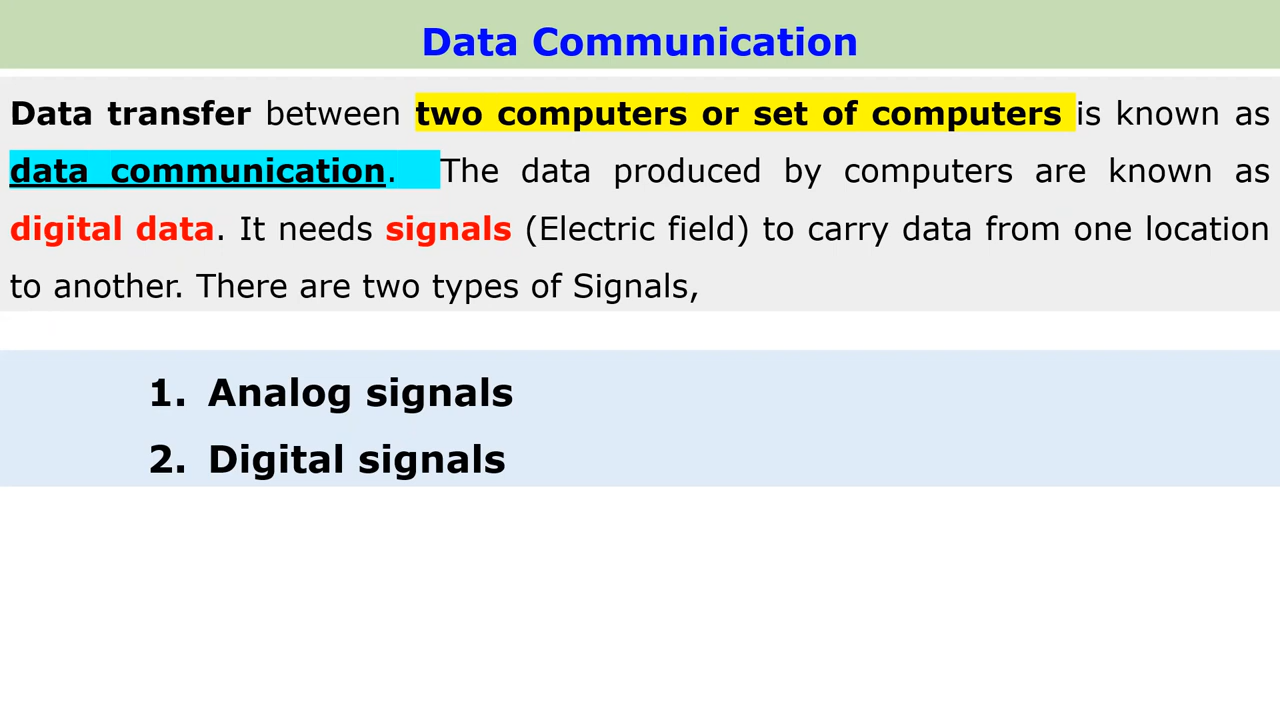 Data Communication
Data transfer between two computers or set of computers is known as
data communication. The data produced by computers are known as
digital data. It needs signals (Electric field) to carry data from one location
to another. There are two types of Signals,
1. Analog signals
2. Digital signals